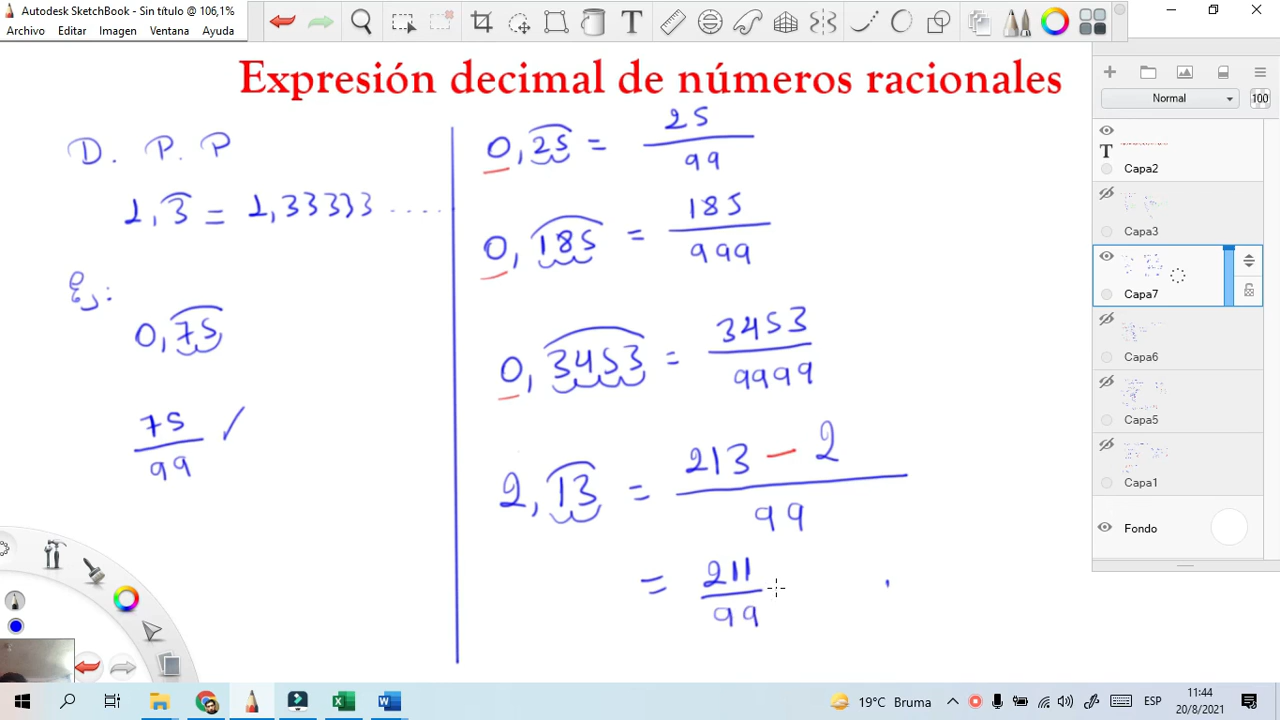 Autodesk SketchBook - Sin título @ 106,1%
Archivo Editar Imagen Ventana Ayuda
Expresión decimal de números racionales
D. P. P
1,3 = 1,33333 .....
Ej:
0,75
75
99
0,25 = 25
99
0,185 = 185
999
0,3453 = 3453
9999
2,13 = 213 - 2
99
= 211
99
Normal 100
T
Capa2
Capa3
Capa7
Capa6
Capa5
Capa1
Fondo
19°C Bruma
ESP
11:44
20/8/2021